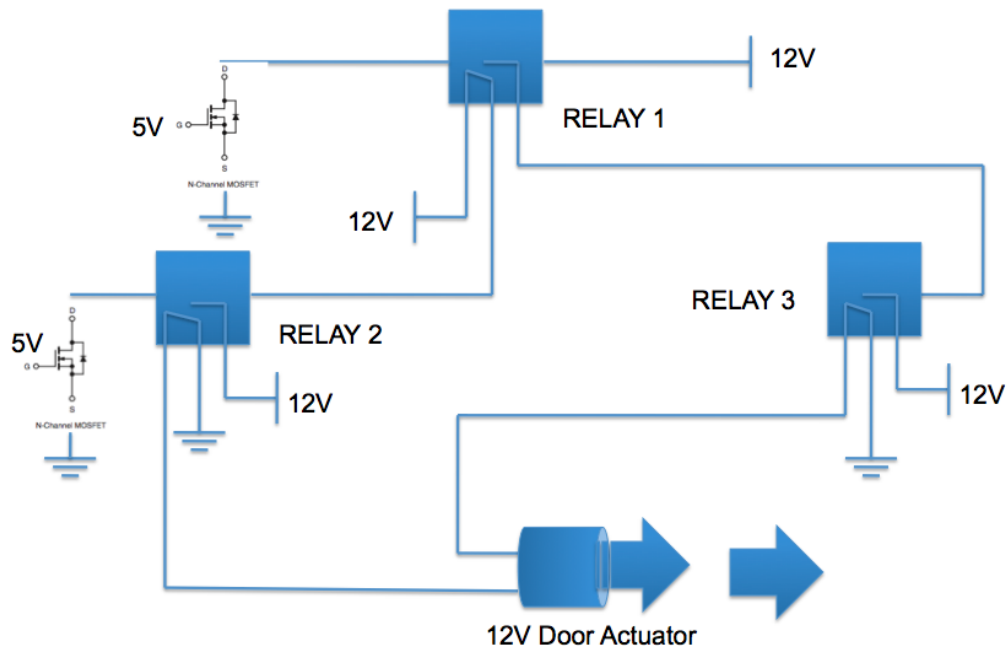 12V
RELAY 1
D
5V
G
S
N-Channel MOSFET
12V
RELAY 3
RELAY 2
D
5V
G
S
N-Channel MOSFET
12V
12V
12V Door Actuator